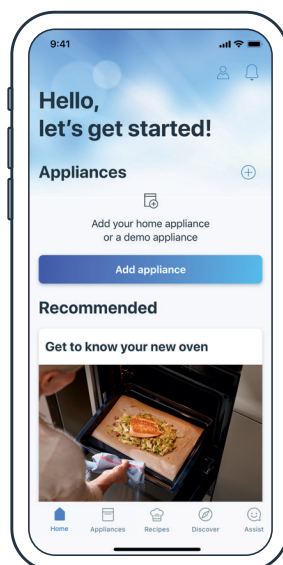 9:41
Hello,
let's get started!
Appliances
Add your home appliance
or a demo appliance
Add appliance
Recommended
Get to know your new oven
Home Appliances Recipes Discover Assist